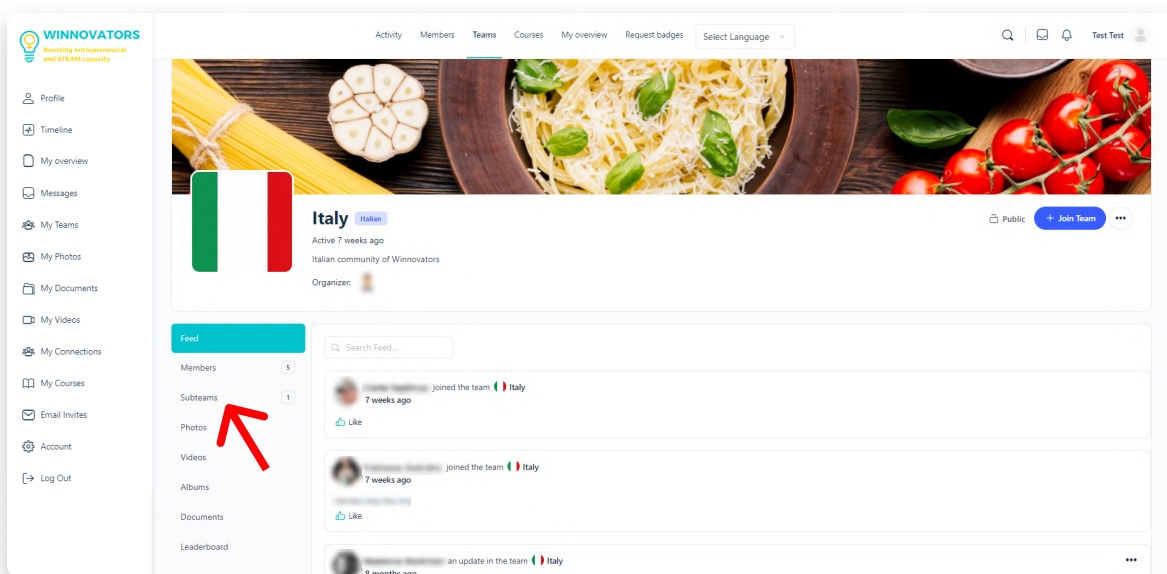 WINNOVATORS
Boosting entrepreneurial
and STEAM capacity
Activity Members Teams Courses My overview Request badges Select Language Test Test
Profile
Timeline
My overview
Messages
My Teams
My Photos
My Documents
My Videos
My Connections
My Courses
Email Invites
Account
Log Out
Italy Italian
Public + Join Team
Active 7 weeks ago
Italian community of Winnovators
Organizer:
Feed
Members 5
Subteams 1
Photos
Videos
Albums
Documents
Leaderboard
Search Feed...
joined the team Italy
7 weeks ago
Like
joined the team Italy
7 weeks ago
Like
an update in the team Italy
8 months ago